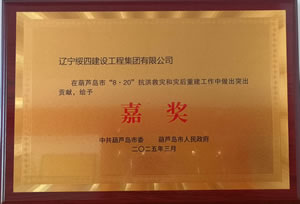 辽宁绥四建设工程集团有限公司
在葫芦岛市“8·20”抗洪救灾和灾后重建工作中做出突出
贡献,给予
嘉奖
中共葫芦岛市委 葫芦岛市人民政府
二〇二五年三月